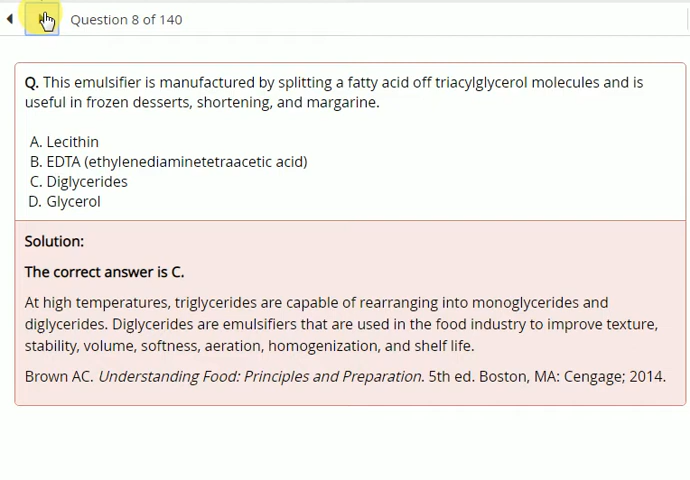 Question 8 of 140
Q. This emulsifier is manufactured by splitting a fatty acid off triacylglycerol molecules and is
useful in frozen desserts, shortening, and margarine.
A. Lecithin
B. EDTA (ethylenediaminetetraacetic acid)
C. Diglycerides
D. Glycerol
Solution:
The correct answer is C.
At high temperatures, triglycerides are capable of rearranging into monoglycerides and
diglycerides. Diglycerides are emulsifiers that are used in the food industry to improve texture,
stability, volume, softness, aeration, homogenization, and shelf life.
Brown AC. Understanding Food: Principles and Preparation. 5th ed. Boston, MA: Cengage; 2014.